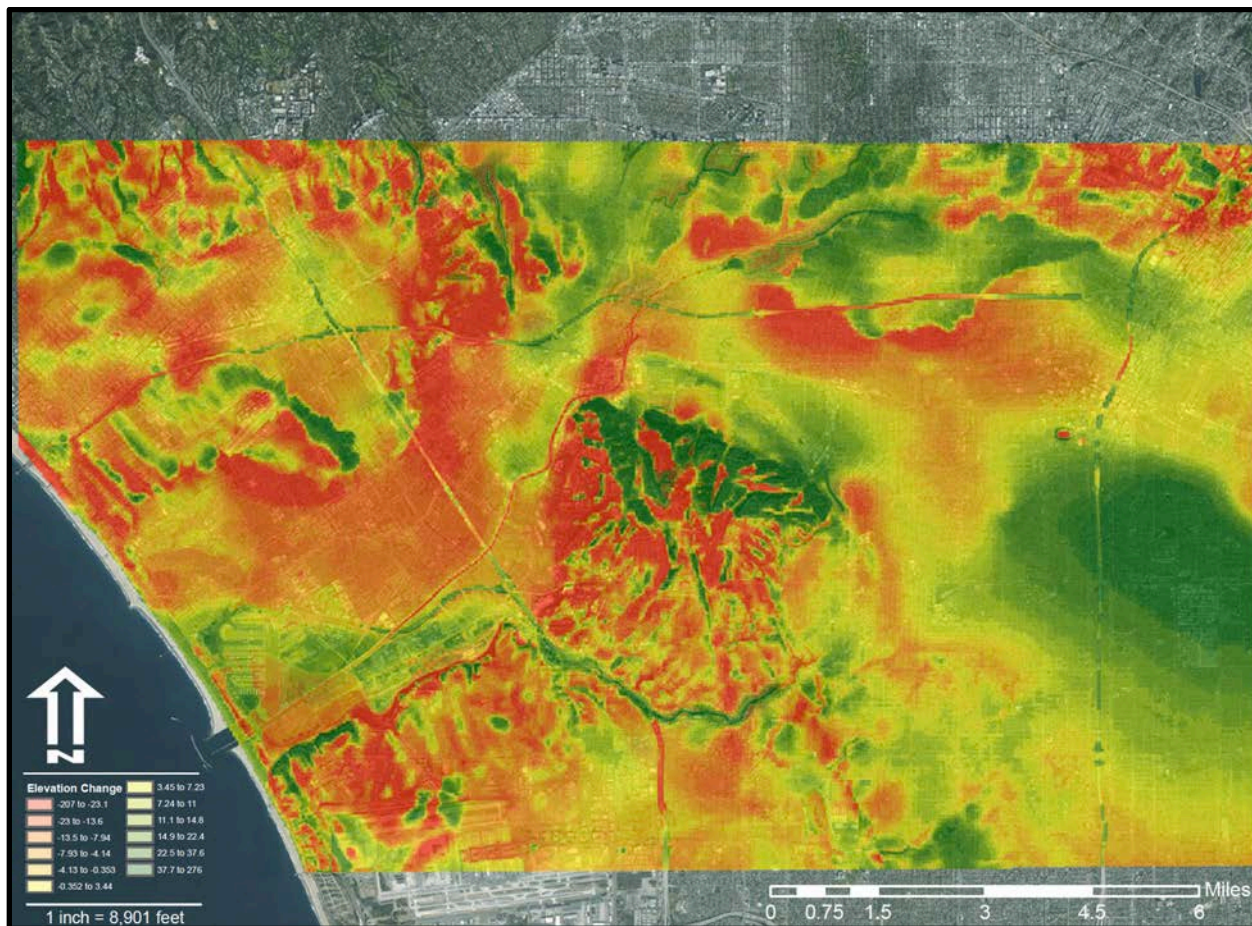 N
Elevation Change
-207 to -23.1
-23 to -13.6
-13.5 to -7.94
-7.93 to -4.14
-4.13 to -0.353
-0.352 to 3.44
3.45 to 7.23
7.24 to 11
11.1 to 14.8
14.9 to 22.4
22.5 to 37.6
37.7 to 276
1 inch = 8,901 feet
Miles
0 0.75 1.5 3 4.5 6